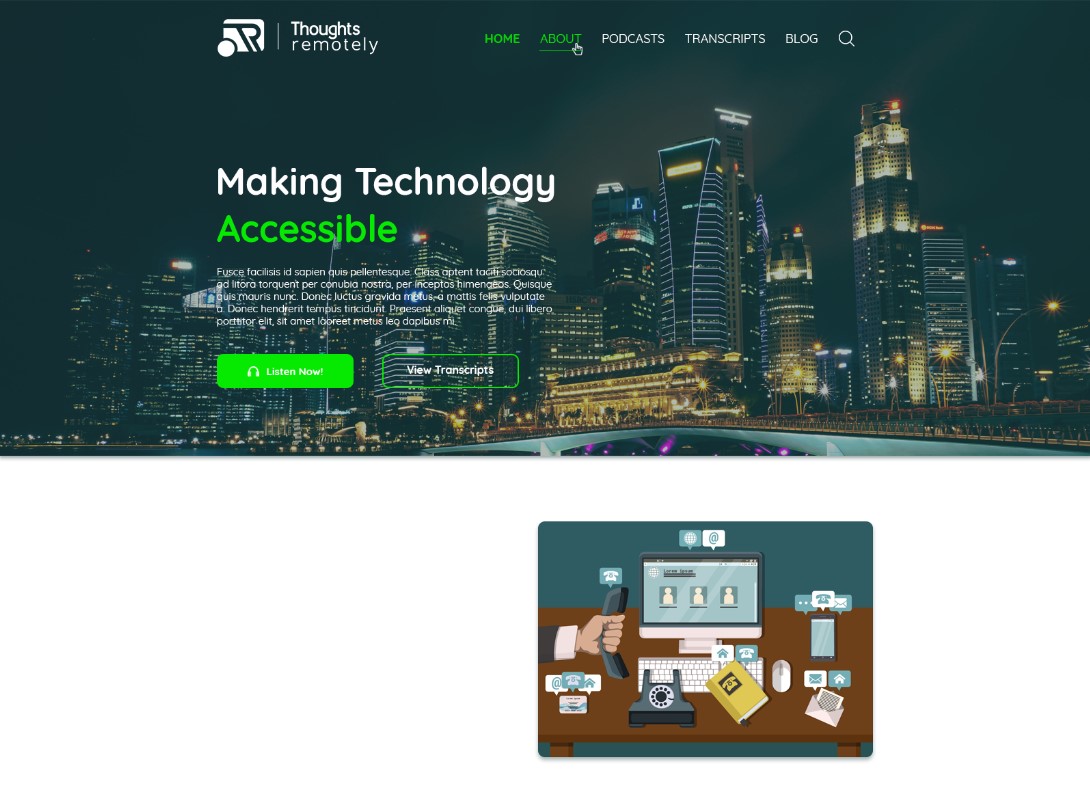 Thoughts
remotely
HOME ABOUT PODCASTS TRANSCRIPTS BLOG
Making Technology
Accessible
Fusce facilisis id sapien quis pellentesque. Class aptent taciti sociosqu
ad litora torquent per conubia nostra, per inceptos himenaeos. Quisque
quis mauris nunc. Donec luctus gravida metus, a mattis felis vulputate
a. Donec hendrerit tempus tincidunt. Praesent aliquet congue, dui libero
porttitor elit, sit amet laoreet metus leo dapibus mi.
Listen Now!
View Transcripts
@
Lorem Ipsum
@